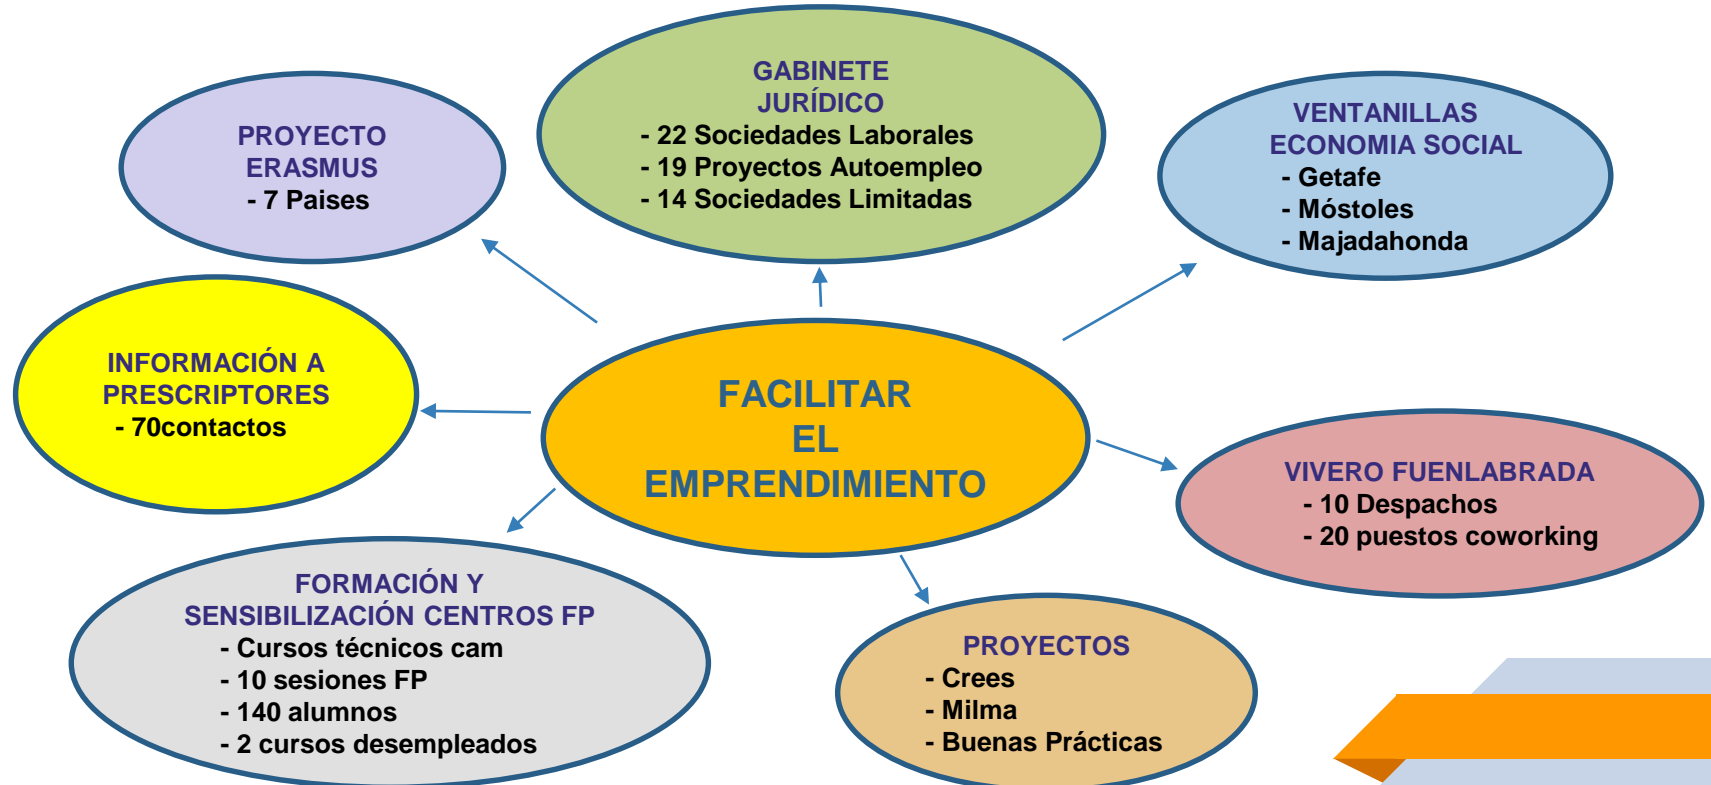 GABINETE
JURÍDICO
- 22 Sociedades Laborales
- 19 Proyectos Autoempleo
- 14 Sociedades Limitadas
PROYECTO
ERASMUS
- 7 Paises
VENTANILLAS
ECONOMIA SOCIAL
- Getafe
- Móstoles
- Majadahonda
INFORMACIÓN A
PRESCRIPTORES
- 70contactos
FACILITAR
EL
EMPRENDIMIENTO
VIVERO FUENLABRADA
- 10 Despachos
- 20 puestos coworking
FORMACIÓN Y
SENSIBILIZACIÓN CENTROS FP
- Cursos técnicos cam
- 10 sesiones FP
- 140 alumnos
- 2 cursos desempleados
PROYECTOS
- Crees
- Milma
- Buenas Prácticas